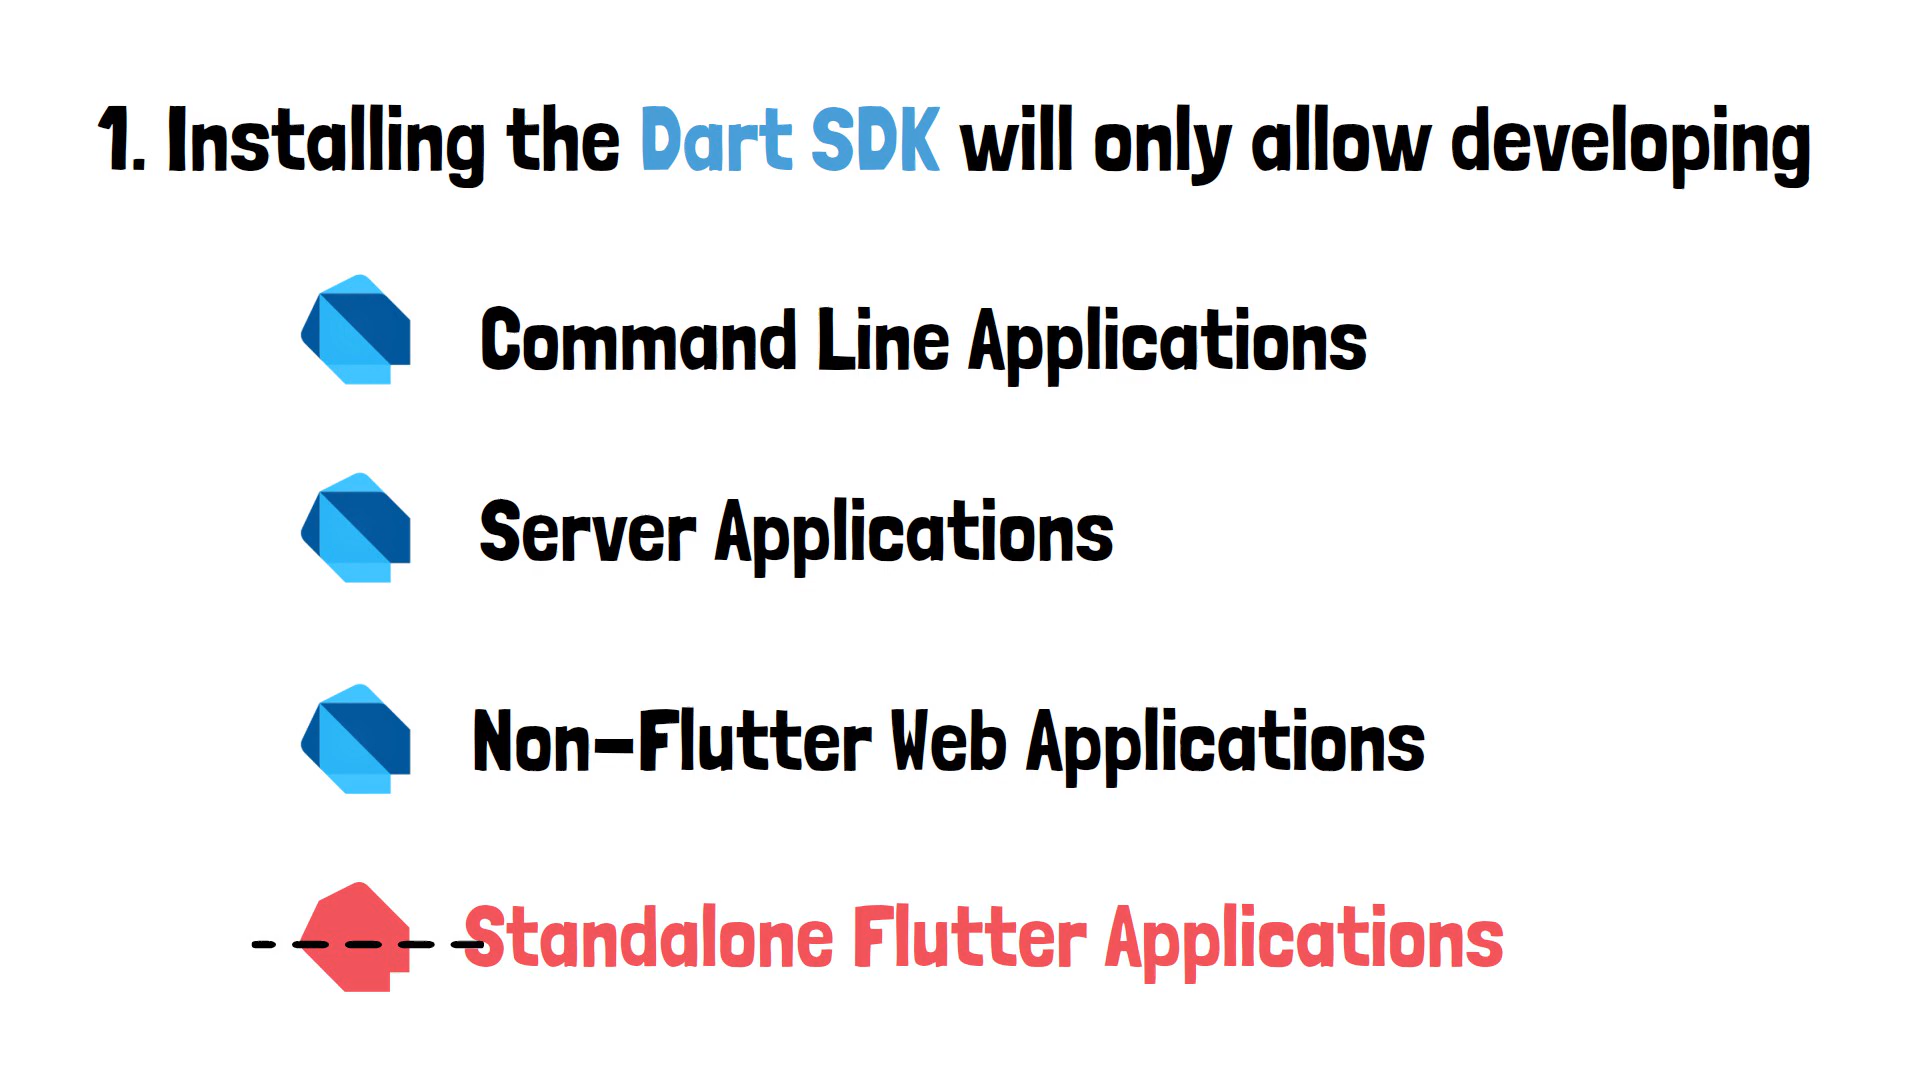 1. Installing the Dart SDK will only allow developing
Command Line Applications
Server Applications
Non-Flutter Web Applications
Standalone Flutter Applications